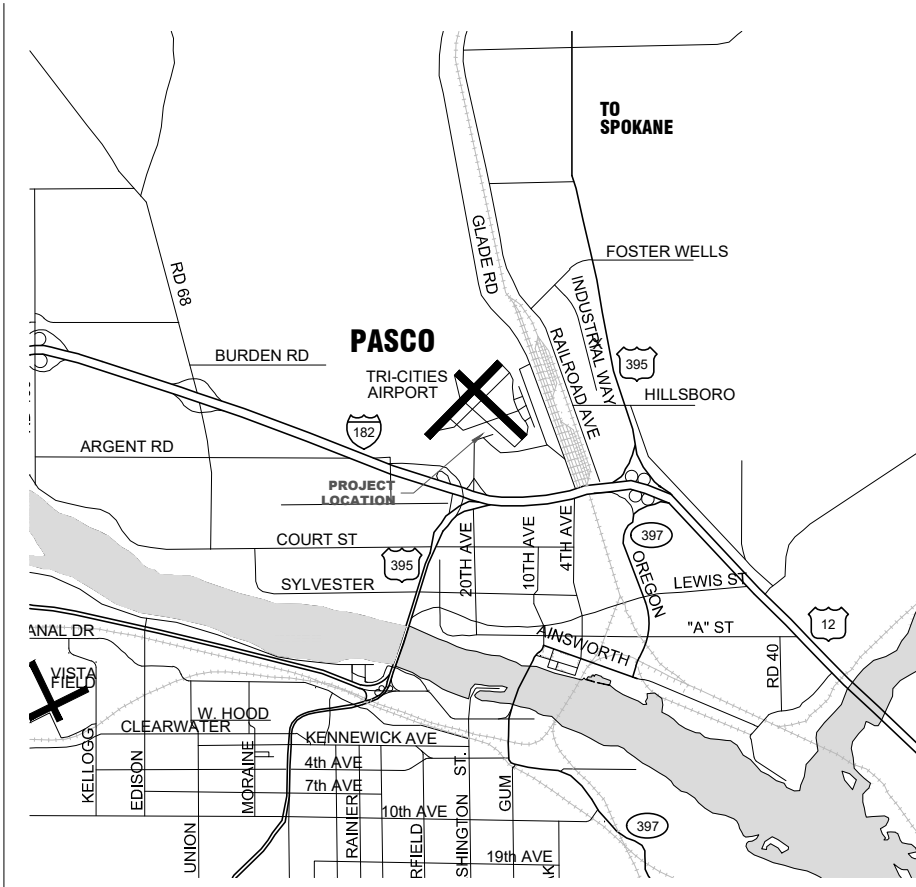 TO
SPOKANE
GLADE RD
FOSTER WELLS
RD 68
INDUSTRIAL WAY
RAILROAD AVE
PASCO
BURDEN RD
395
TRI-CITIES
AIRPORT
HILLSBORO
182
ARGENT RD
PROJECT
LOCATION
397
COURT ST
20TH AVE
10TH AVE
4TH AVE
395
OREGON
SYLVESTER
LEWIS ST
12
ANAL DR
"A" ST
AINSWORTH
RD 40
VISTA
FIELD
W. HOOD
CLEARWATER
KENNEWICK AVE
KELLOGG
EDISON
MORAINE
4th AVE
SHINGTON ST.
GUM
7th AVE
10th AVE
UNION
RAINIER
RFIELD
397
19th AVE